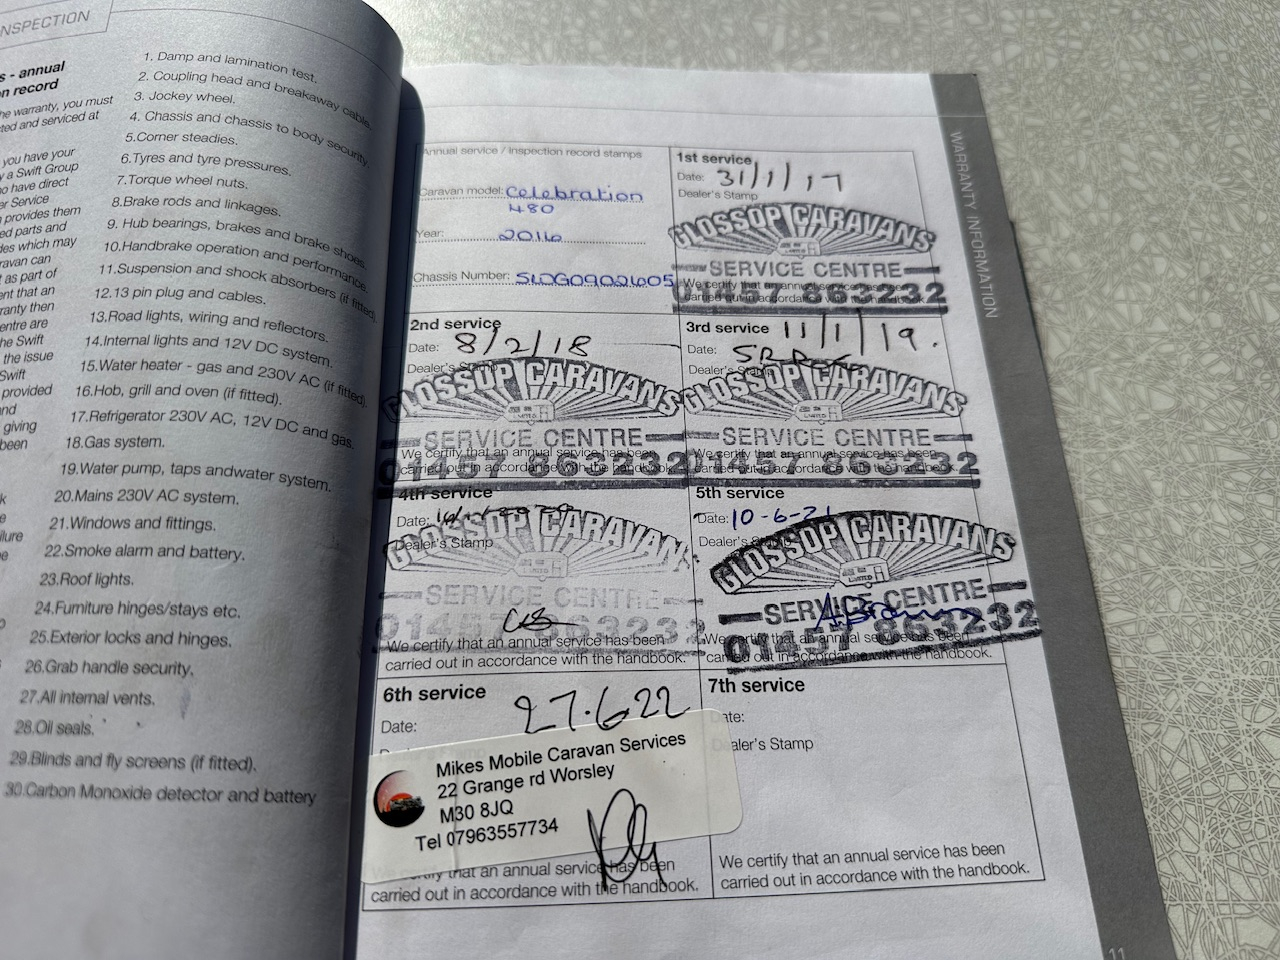 NSPECTION
s - annual
n record
he warranty, you must
ted and serviced at
you have your
y a Swift Group
o have direct
er Service
provides them
ed parts and
des which may
ravan can
t as part of
ent that an
ranty then
entre are
he Swift
the issue
Swift
provided
nd
giving
been
1. Damp and lamination test.
2. Coupling head and breakaway cable.
3. Jockey wheel.
4. Chassis and chassis to body security.
5.Corner steadies.
6.Tyres and tyre pressures.
7.Torque wheel nuts.
8.Brake rods and linkages.
9. Hub bearings, brakes and brake shoes.
10.Handbrake operation and performance.
11.Suspension and shock absorbers (if fitted).
12.13 pin plug and cables.
13.Road lights, wiring and reflectors.
14.Internal lights and 12V DC system.
15.Water heater - gas and 230V AC (if fitted).
16.Hob, grill and oven (if fitted).
17.Refrigerator 230V AC, 12V DC and gas.
18.Gas system.
19.Water pump, taps andwater system.
20.Mains 230V AC system.
21.Windows and fittings.
22.Smoke alarm and battery.
23.Roof lights.
24.Furniture hinges/stays etc.
25.Exterior locks and hinges.
26.Grab handle security.
27.All internal vents.
28.Oil seals.
29.Blinds and fly screens (if fitted).
30.Carbon Monoxide detector and battery
Annual service / inspection record stamps
Caravan model: Celebration
480
Year: 2016
Chassis Number:
1st service
Date: 31/1/17
Dealer's Stamp
GLOSSOP CARAVANS
SERVICE CENTRE
We certify that an annual service has been
carried out in accordance with the handbook.
01457 863232
2nd service
Date: 8/2/18
Dealer's Stamp
GLOSSOP CARAVANS
LIMITED
SERVICE CENTRE
We certify that an annual service has been
carried out in accordance with the handbook.
01457 863232
3rd service 11/1/19.
Date:
Dealer's Stamp
GLOSSOP CARAVANS
LIMITED
SERVICE CENTRE
We certify that an annual service has been
carried out in accordance with the handbook.
01457 863232
4th service
Date:
Dealer's Stamp
GLOSSOP CARAVANS
SERVICE CENTRE
01457 863232
We certify that an annual service has been
carried out in accordance with the handbook.
5th service
Date: 10-6-21
Dealer's Stamp
GLOSSOP CARAVANS
LIMITED
SERVICE CENTRE
01457 863232
We certify that an annual service has been
carried out in accordance with the handbook.
6th service
Date: 27.6.22
Mikes Mobile Caravan Services
22 Grange rd Worsley
M30 8JQ
Tel 07963557734
that an annual service has been
carried out in accordance with the handbook.
7th service
ate:
ealer's Stamp
We certify that an annual service has been
carried out in accordance with the handbook.
WARRANTY INFORMATION
11